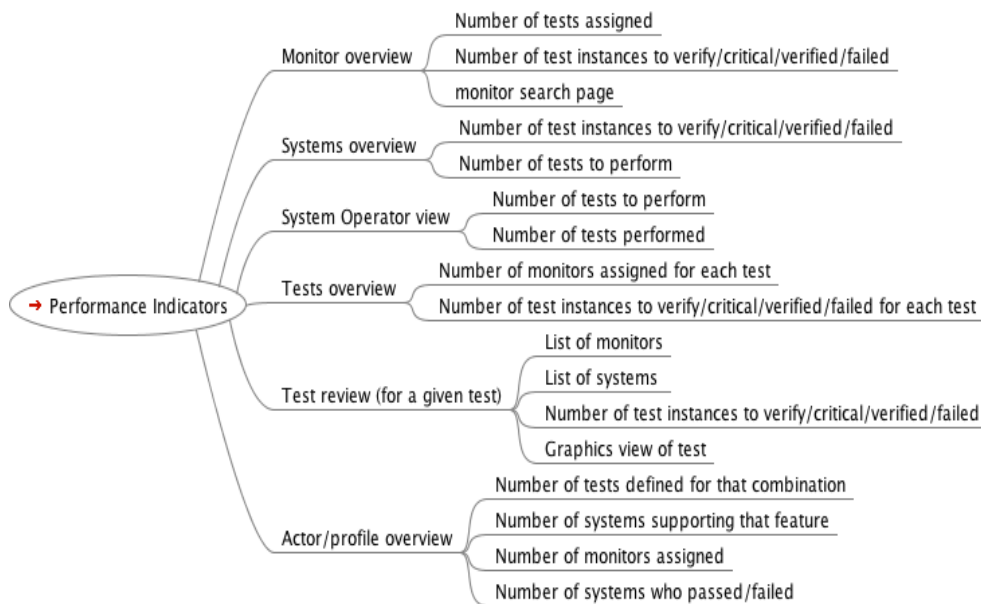 Performance Indicators
Monitor overview
Number of tests assigned
Number of test instances to verify/critical/verified/failed
monitor search page
Systems overview
Number of test instances to verify/critical/verified/failed
Number of tests to perform
System Operator view
Number of tests to perform
Number of tests performed
Tests overview
Number of monitors assigned for each test
Number of test instances to verify/critical/verified/failed for each test
Test review (for a given test)
List of monitors
List of systems
Number of test instances to verify/critical/verified/failed
Graphics view of test
Actor/profile overview
Number of tests defined for that combination
Number of systems supporting that feature
Number of monitors assigned
Number of systems who passed/failed